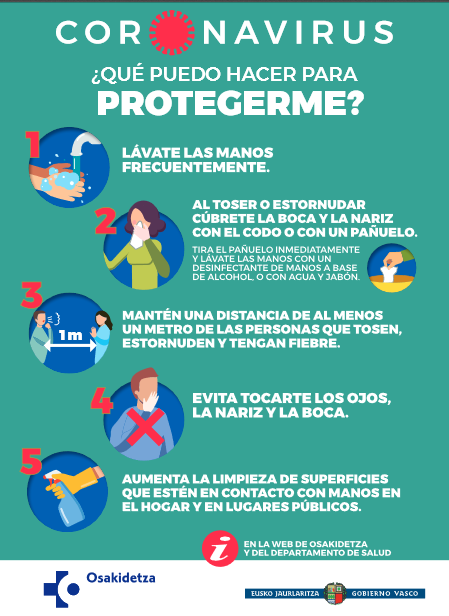 CORONAVIRUS
¿QUÉ PUEDO HACER PARA
PROTEGERME?
1
LÁVATE LAS MANOS
FRECUENTEMENTE.
2
AL TOSER O ESTORNUDAR
CÚBRETE LA BOCA Y LA NARIZ
CON EL CODO O CON UN PAÑUELO.
TIRA EL PAÑUELO INMEDIATAMENTE
Y LÁVATE LAS MANOS CON UN
DESINFECTANTE DE MANOS A BASE
DE ALCOHOL, O CON AGUA Y JABÓN.
3
1m
MANTÉN UNA DISTANCIA DE AL MENOS
UN METRO DE LAS PERSONAS QUE TOSEN,
ESTORNUDEN Y TENGAN FIEBRE.
4
EVITA TOCARTE LOS OJOS,
LA NARIZ Y LA BOCA.
5
AUMENTA LA LIMPIEZA DE SUPERFICIES
QUE ESTÉN EN CONTACTO CON MANOS EN
EL HOGAR Y EN LUGARES PÚBLICOS.
i
EN LA WEB DE OSAKIDETZA
Y DEL DEPARTAMENTO DE SALUD
Osakidetza
EUSKO JAURLARITZA GOBIERNO VASCO